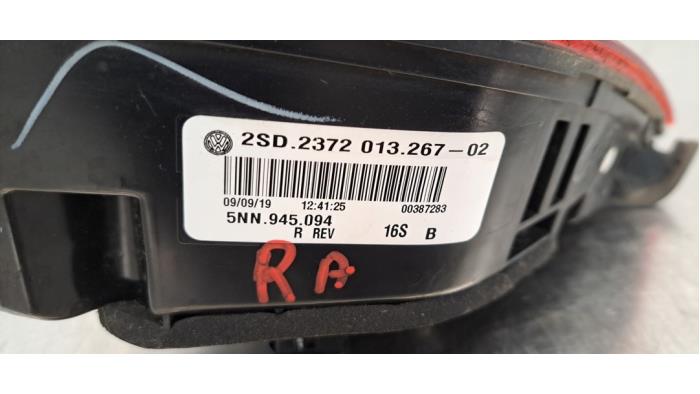 2SD.2372 013.267-02
09/09/19 12:41:25 00387283
5NN.945.094
R REV 16S B
RA